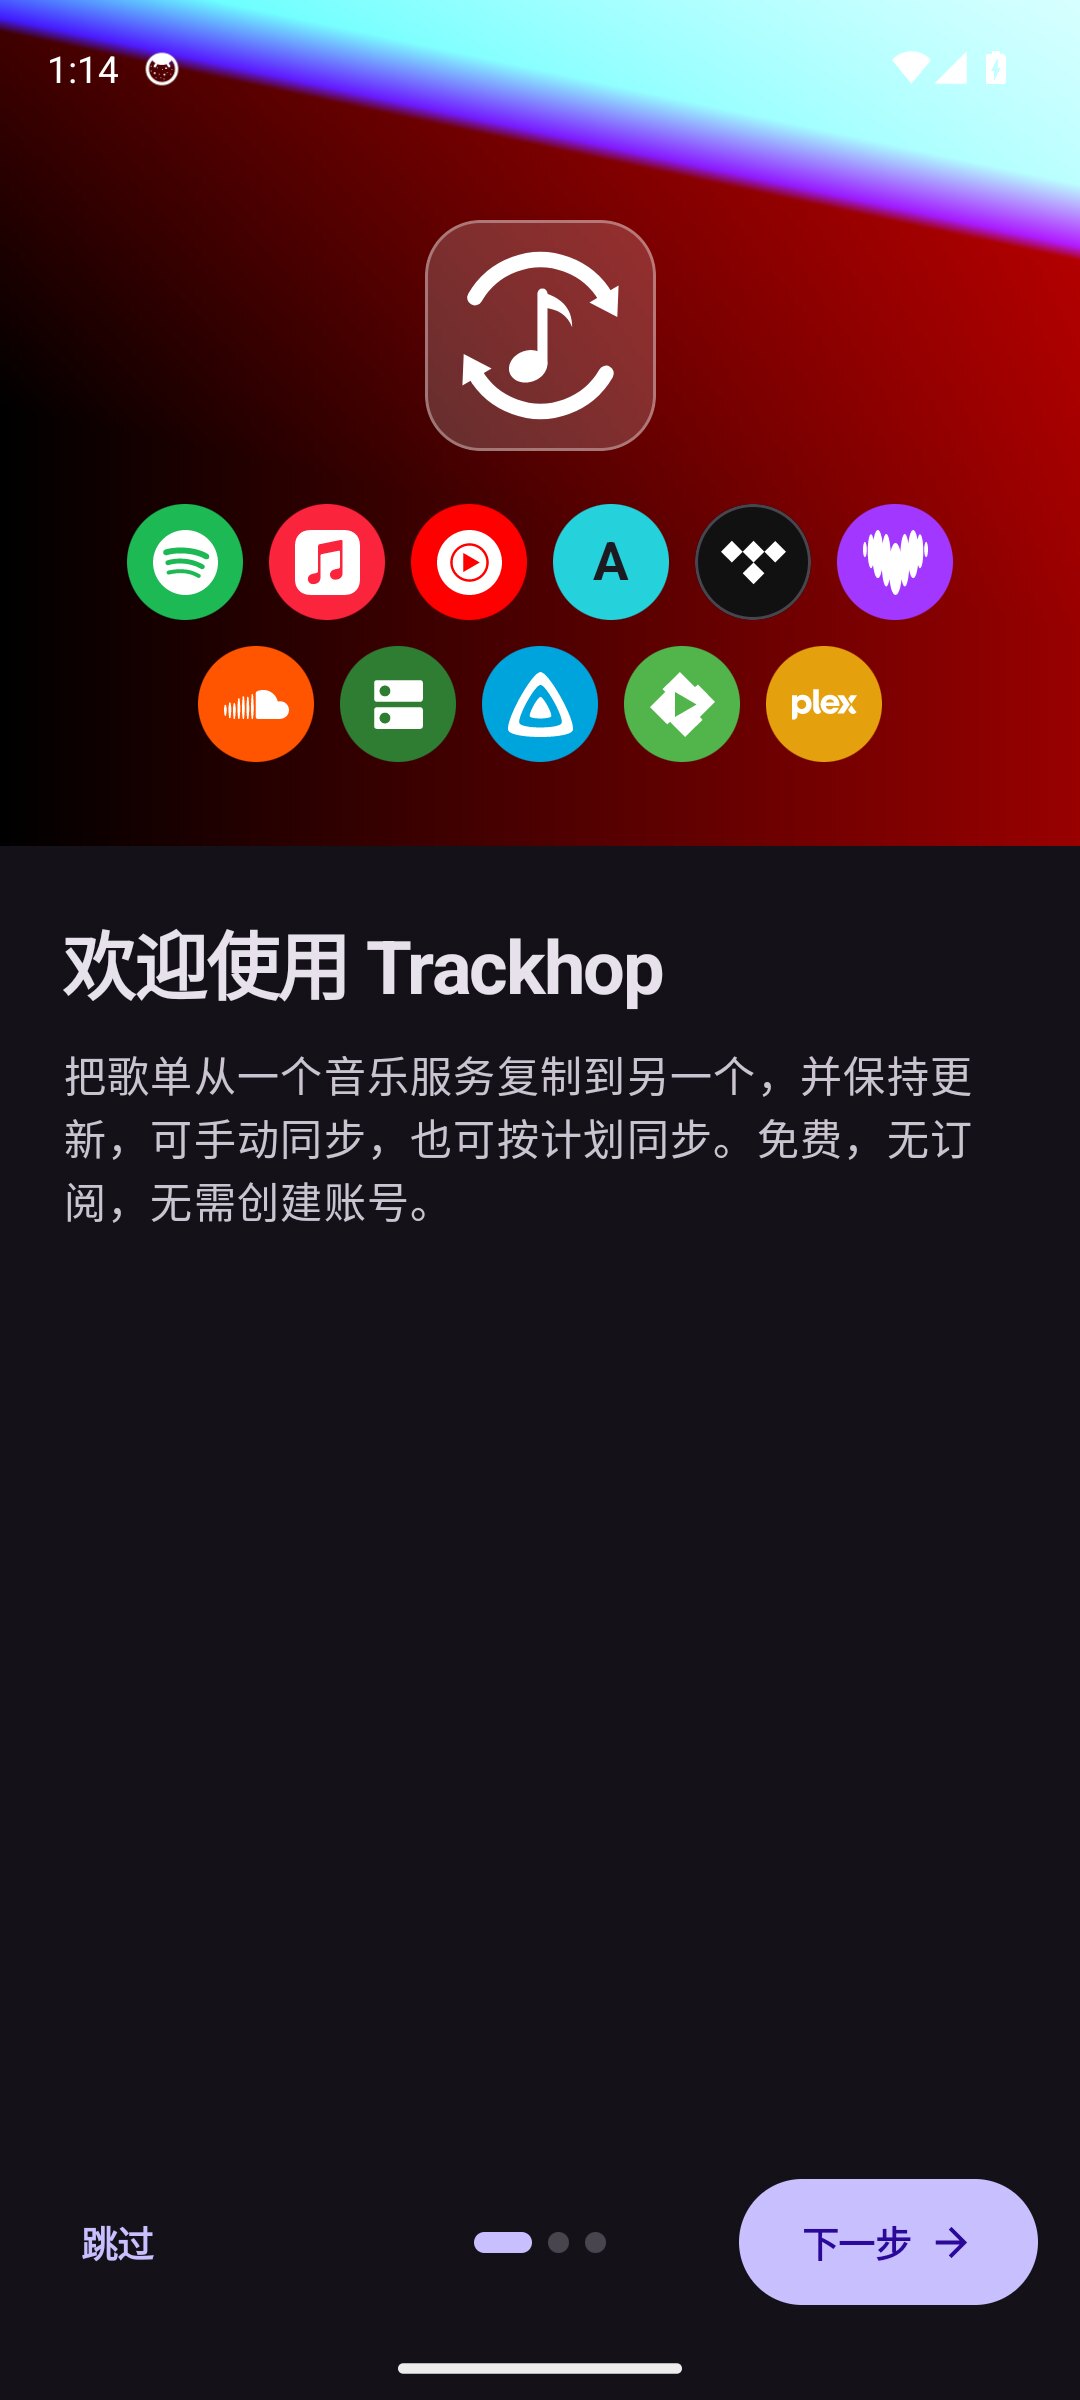 1:14
A
plex
欢迎使用 Trackhop
把歌单从一个音乐服务复制到另一个，并保持更
新，可手动同步，也可按计划同步。免费，无订
阅，无需创建账号。
跳过
下一步